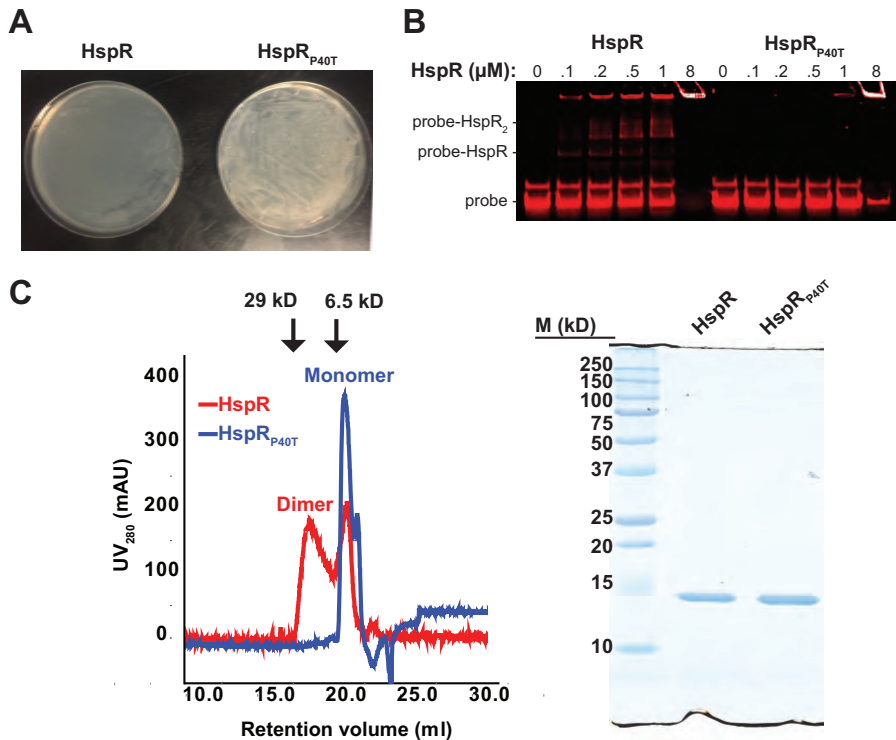 A
HspR
HspRP40T
B
HspR
HspRP40T
HspR (µM): 0 .1 .2 .5 1 8 0 .1 .2 .5 1 8
probe-HspR2
probe-HspR
probe
C
29 kD 6.5 kD
Monomer
HspR
HspRP40T
Dimer
400
300
200
100
0
UV280 (mAU)
10.0 15.0 20.0 25.0 30.0
Retention volume (ml)
M (kD) HspR HspRP40T
250
150
100
75
50
37
25
20
15
10